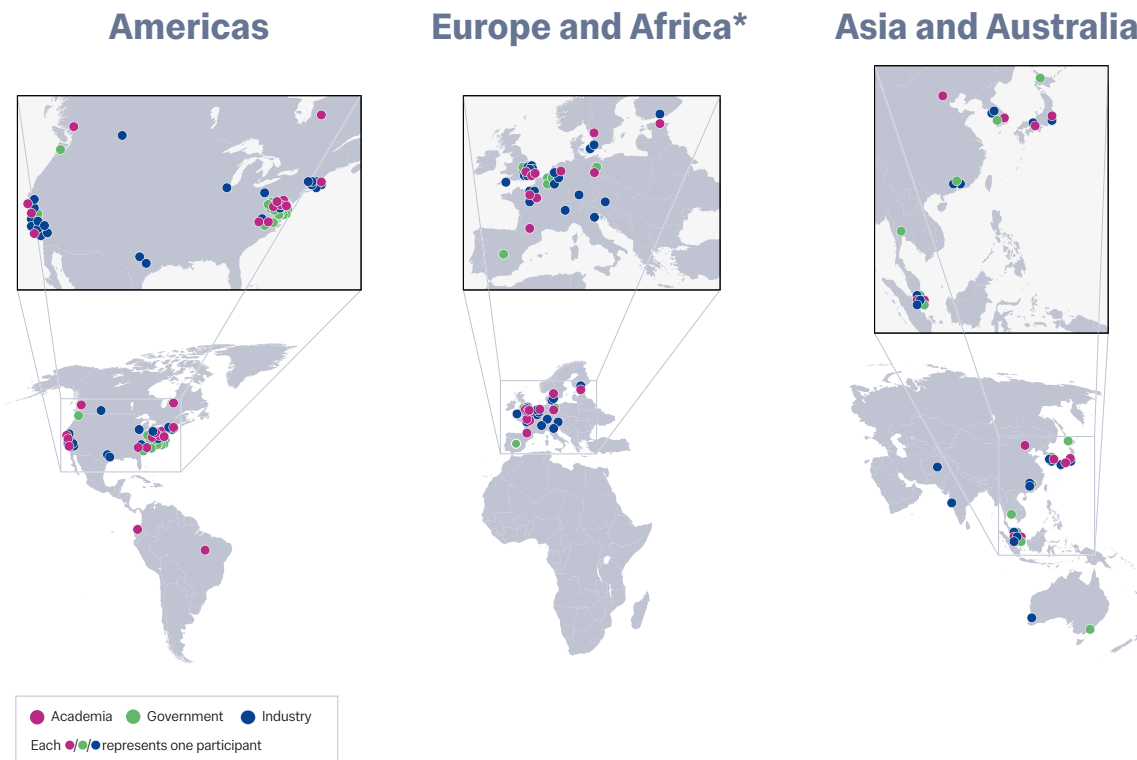 Americas
Europe and Africa*
Asia and Australia
Academia Government Industry
Each / / represents one participant